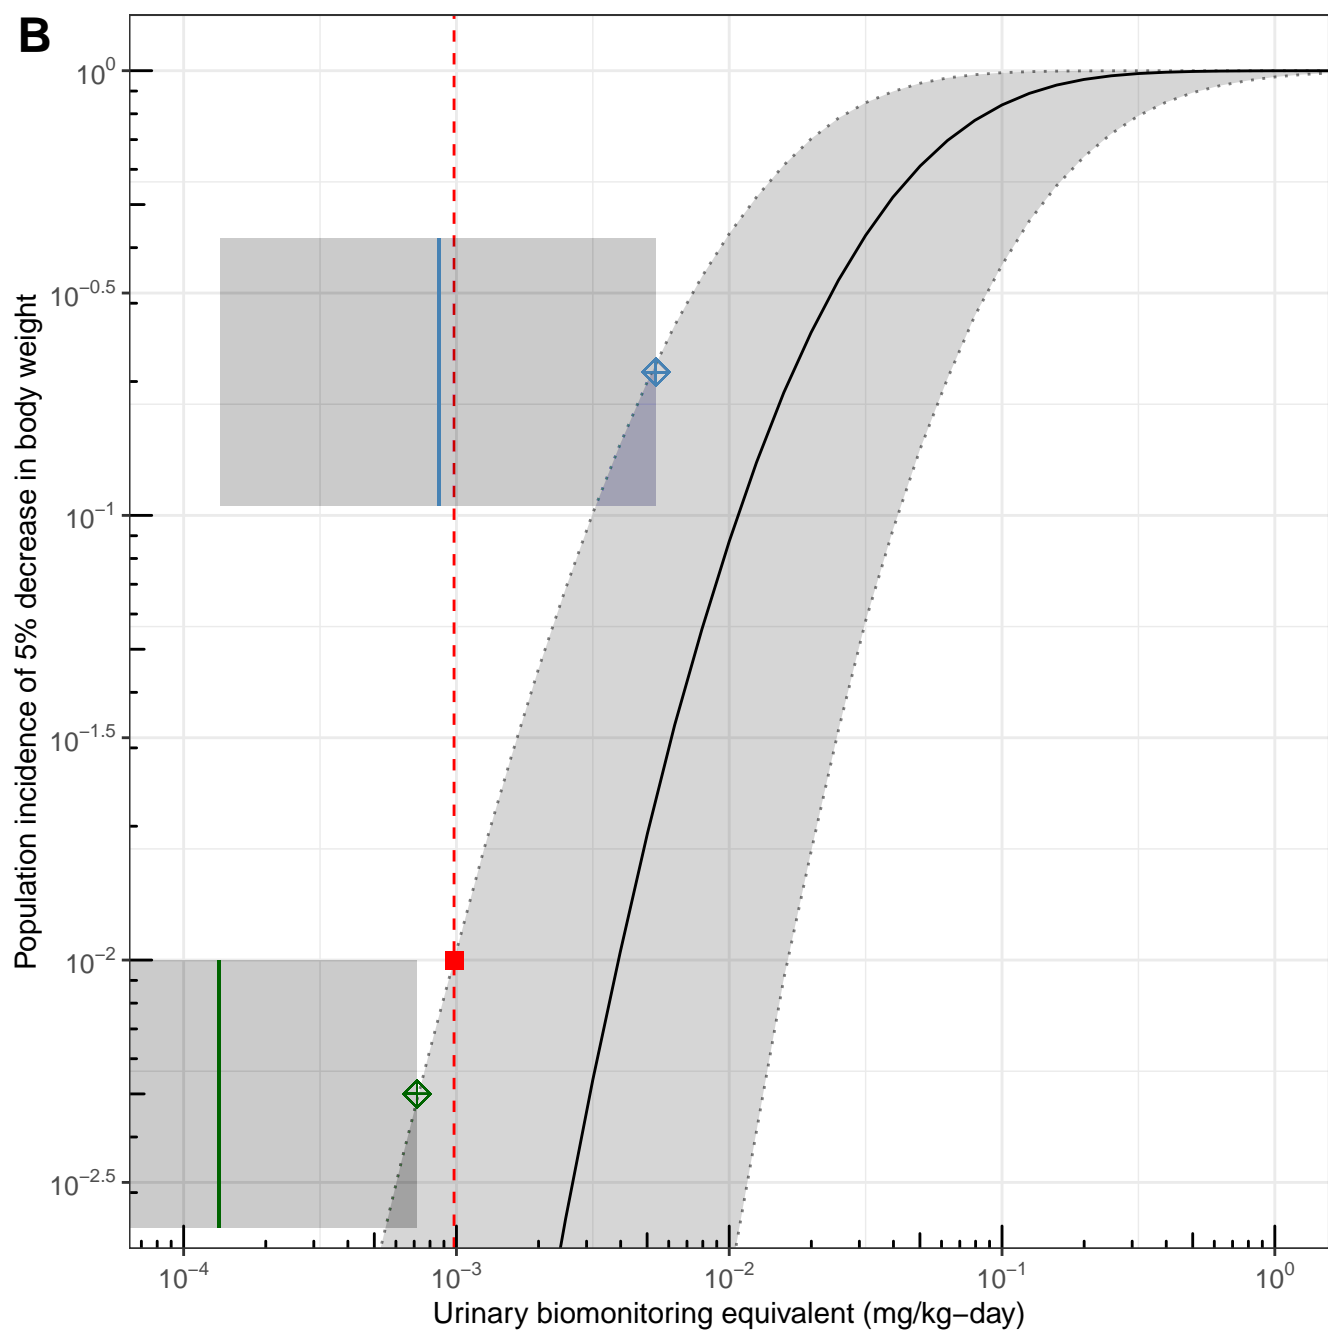 B
Population incidence of 5% decrease in body weight
10^0
10^−0.5
10^−1
10^−1.5
10^−2
10^−2.5
10^−4 10^−3 10^−2 10^−1 10^0
Urinary biomonitoring equivalent (mg/kg−day)